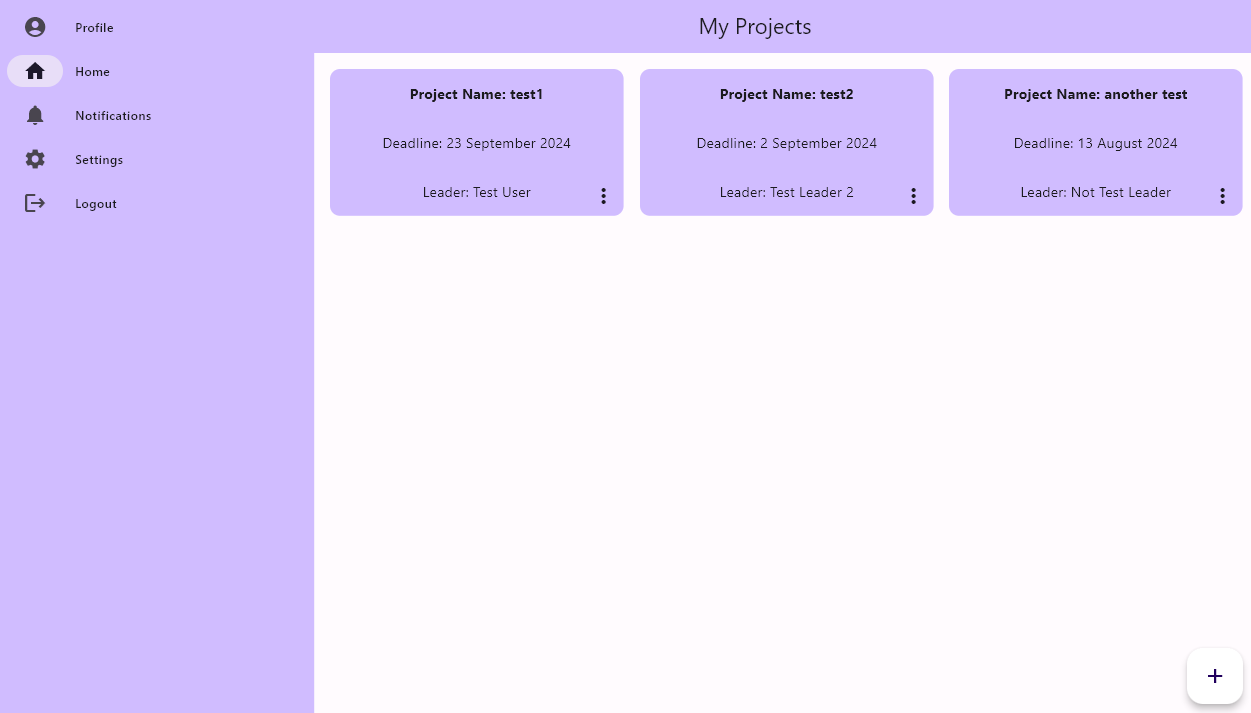 Profile
Home
Notifications
Settings
Logout
My Projects
Project Name: test1
Deadline: 23 September 2024
Leader: Test User
Project Name: test2
Deadline: 2 September 2024
Leader: Test Leader 2
Project Name: another test
Deadline: 13 August 2024
Leader: Not Test Leader